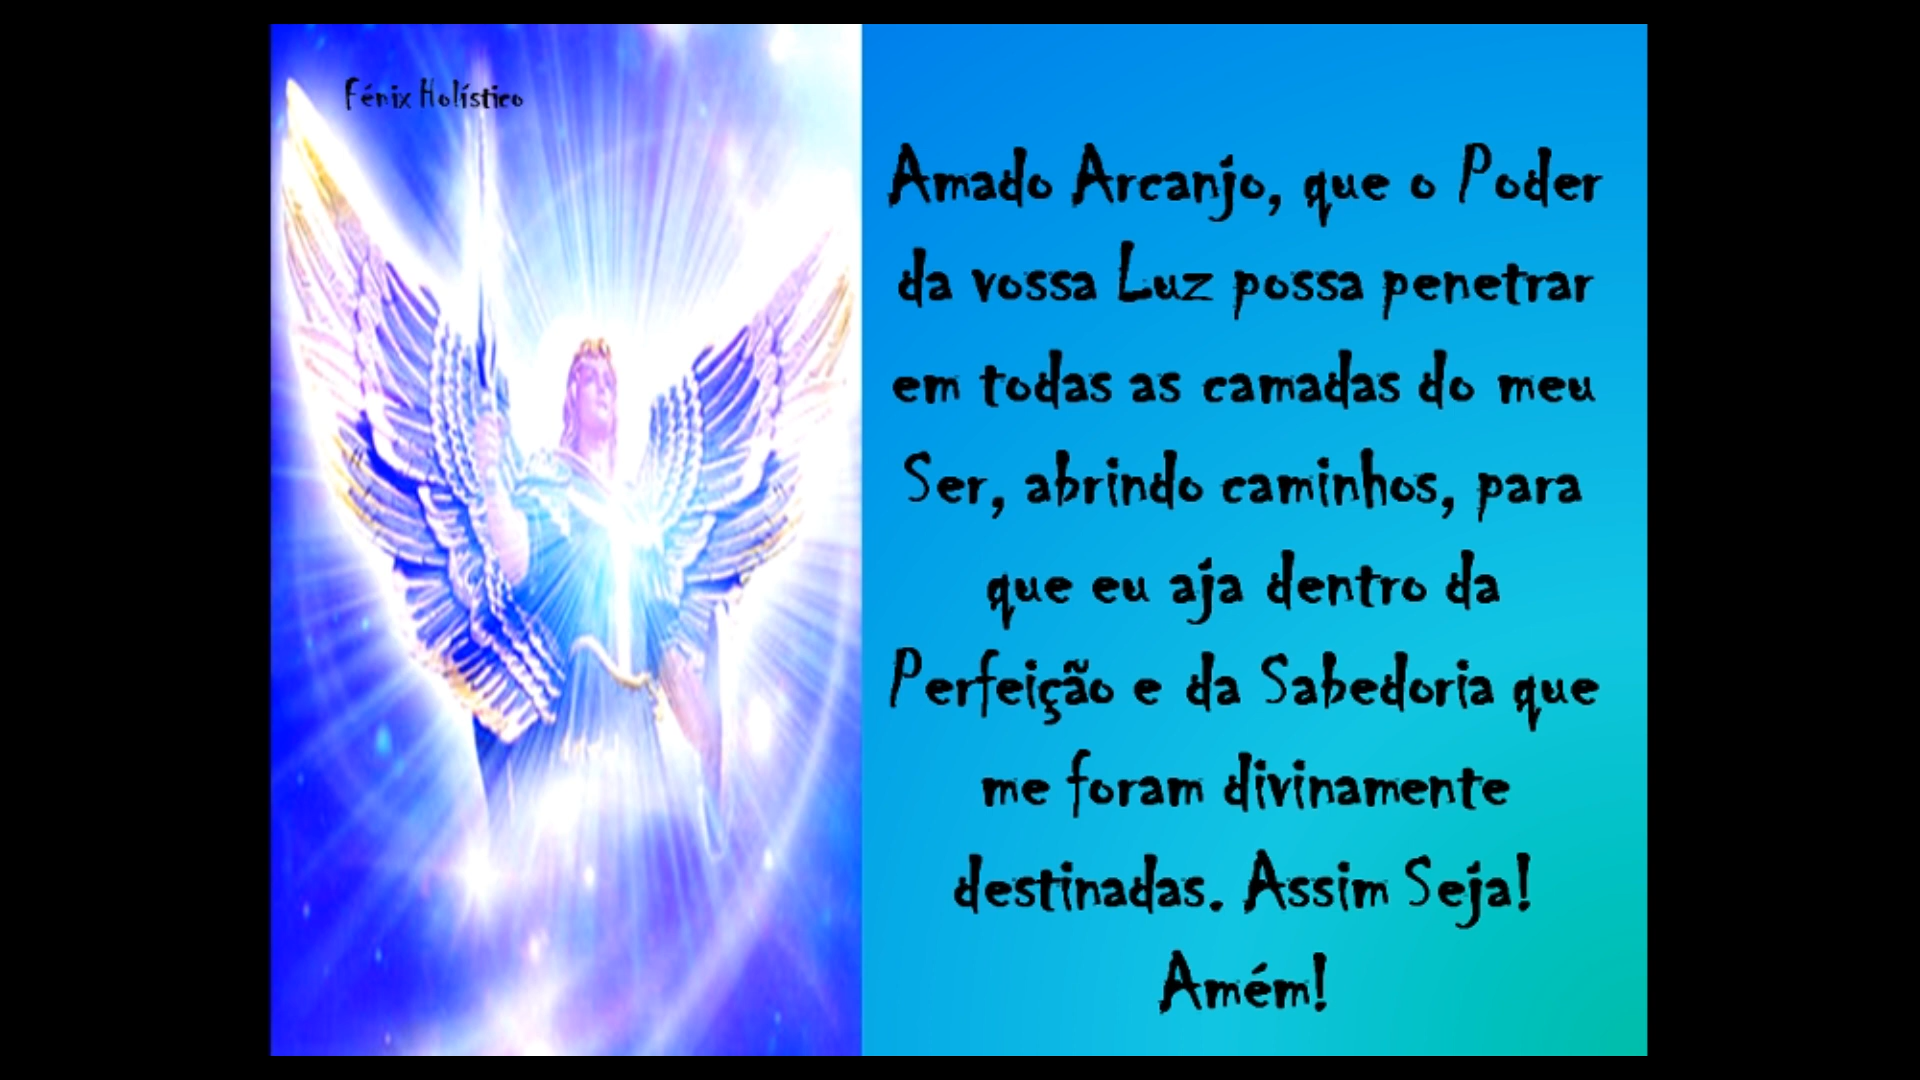 Fénix Holístico
Amado Arcanjo, que o Poder
da vossa Luz possa penetrar
em todas as camadas do meu
Ser, abrindo caminhos, para
que eu aja dentro da
Perfeição e da Sabedoria que
me foram divinamente
destinadas. Assim Seja!
Amém!